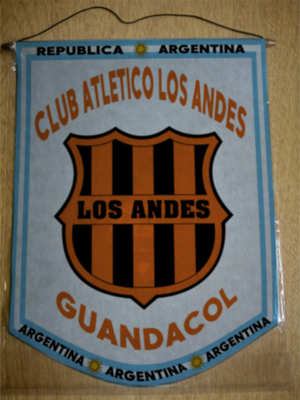 REPUBLICA ARGENTINA
CLUB ATLETICO LOS ANDES
LOS ANDES
GUANDACOL
ARGENTINA ARGENTINA ARGENTINA